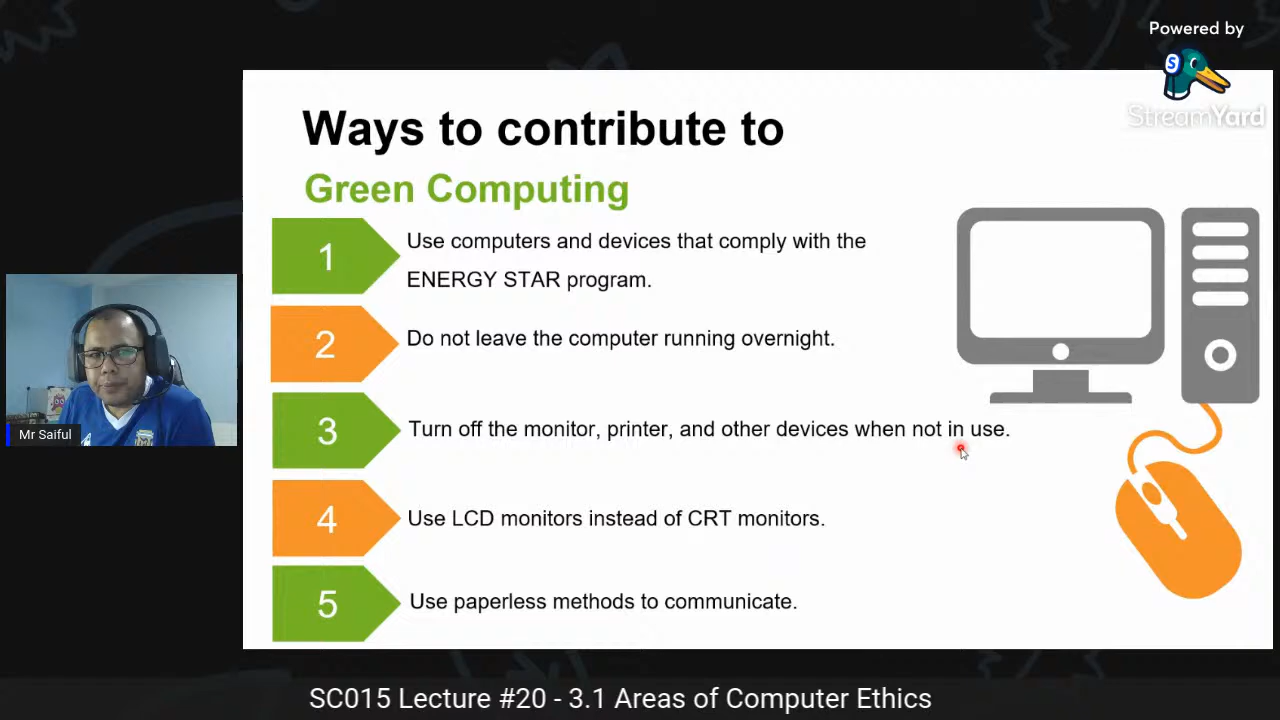 Powered by
S
StreamYard
Ways to contribute to
Green Computing
1
Use computers and devices that comply with the
ENERGY STAR program.
2
Do not leave the computer running overnight.
3
Turn off the monitor, printer, and other devices when not in use.
4
Use LCD monitors instead of CRT monitors.
5
Use paperless methods to communicate.
Mr Saiful
SC015 Lecture #20 - 3.1 Areas of Computer Ethics